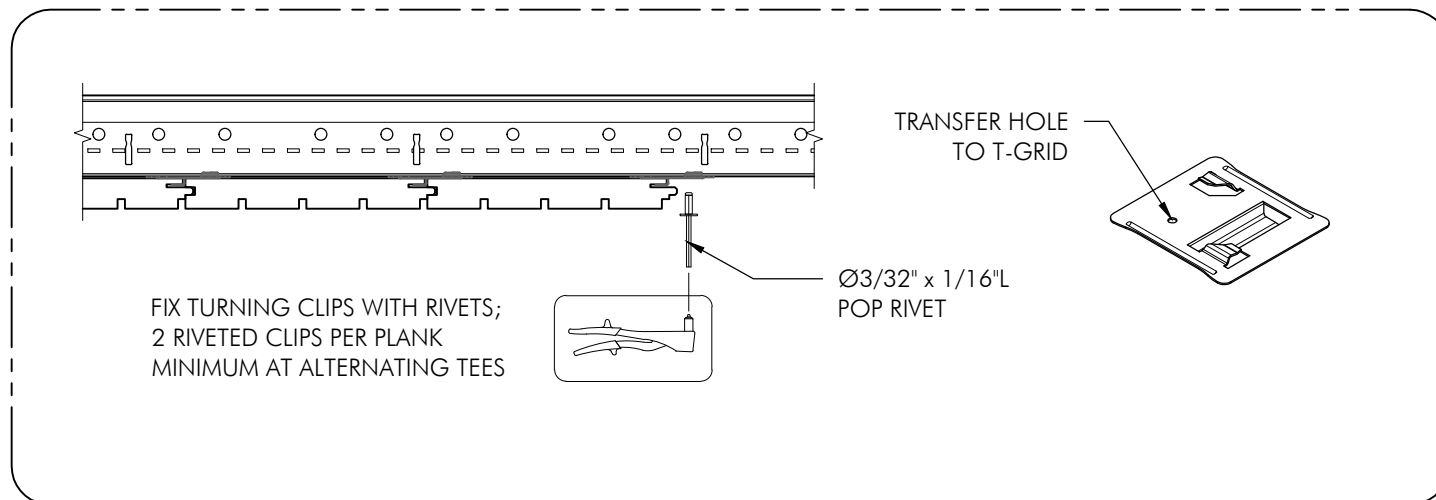 TRANSFER HOLE
TO T-GRID
Ø3/32" x 1/16"L
POP RIVET
FIX TURNING CLIPS WITH RIVETS;
2 RIVETED CLIPS PER PLANK
MINIMUM AT ALTERNATING TEES